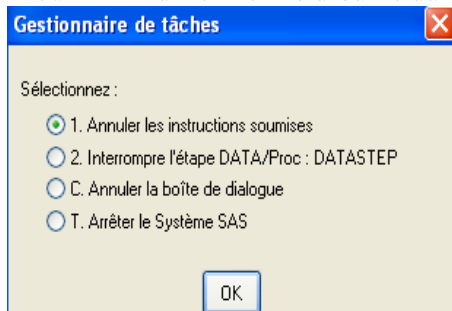 Gestionnaire de tâches
Sélectionnez :
1. Annuler les instructions soumises
2. Interrompre l'étape DATA/Proc : DATASTEP
C. Annuler la boîte de dialogue
T. Arrêter le Système SAS
OK